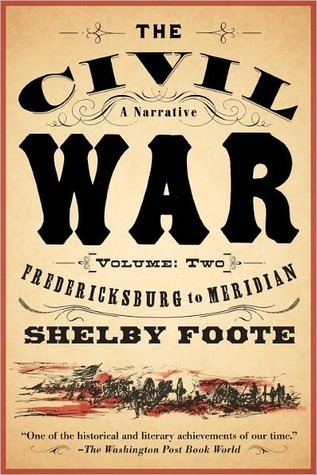 THE
CIVIL
A Narrative
WAR
[VOLUME: TWO]
FREDERICKSBURG to MERIDIAN
SHELBY FOOTE
“One of the historical and literary achievements of our time.”
–The Washington Post Book World